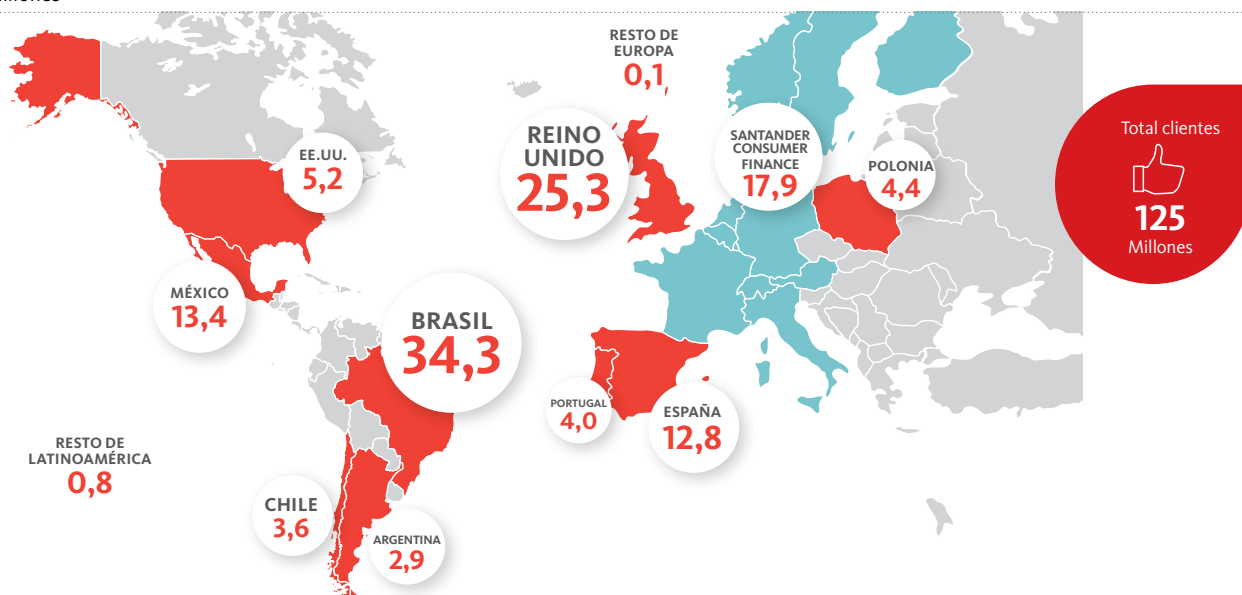 RESTO DE
EUROPA
0,1
REINO
UNIDO
25,3
SANTANDER
CONSUMER
FINANCE
17,9
POLONIA
4,4
Total clientes
125
Millones
EE.UU.
5,2
MÉXICO
13,4
BRASIL
34,3
PORTUGAL
4,0
ESPAÑA
12,8
RESTO DE
LATINOAMÉRICA
0,8
CHILE
3,6
ARGENTINA
2,9